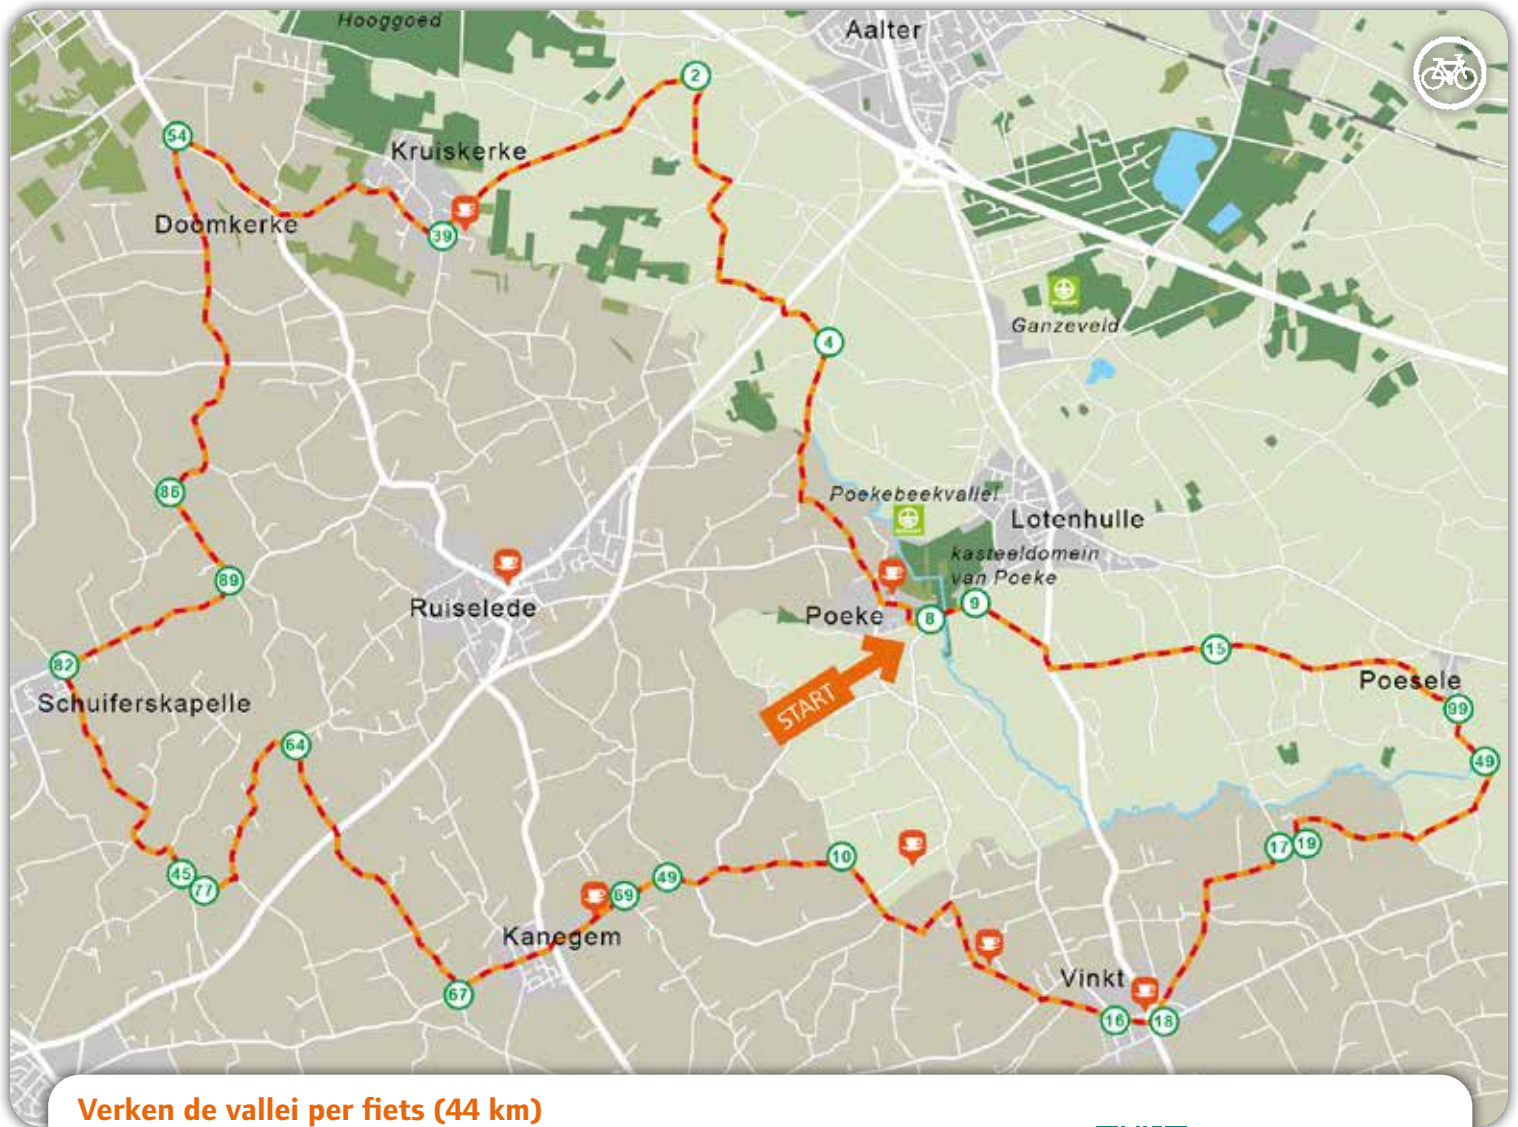 Hooggoed
Aalter
2
54
Kruiskerke
Doomkerke
39
Ganzeveld
4
86
Poekebeekvallei
Lotenhulle
kasteeldomein
van Poeke
89
Ruiselede
Poeke
8
9
15
82
Schuiferskapelle
START
Poesele
99
64
49
45
77
10
17
19
49
69
Kanegem
67
Vinkt
16
18
Verken de vallei per fiets (44 km)